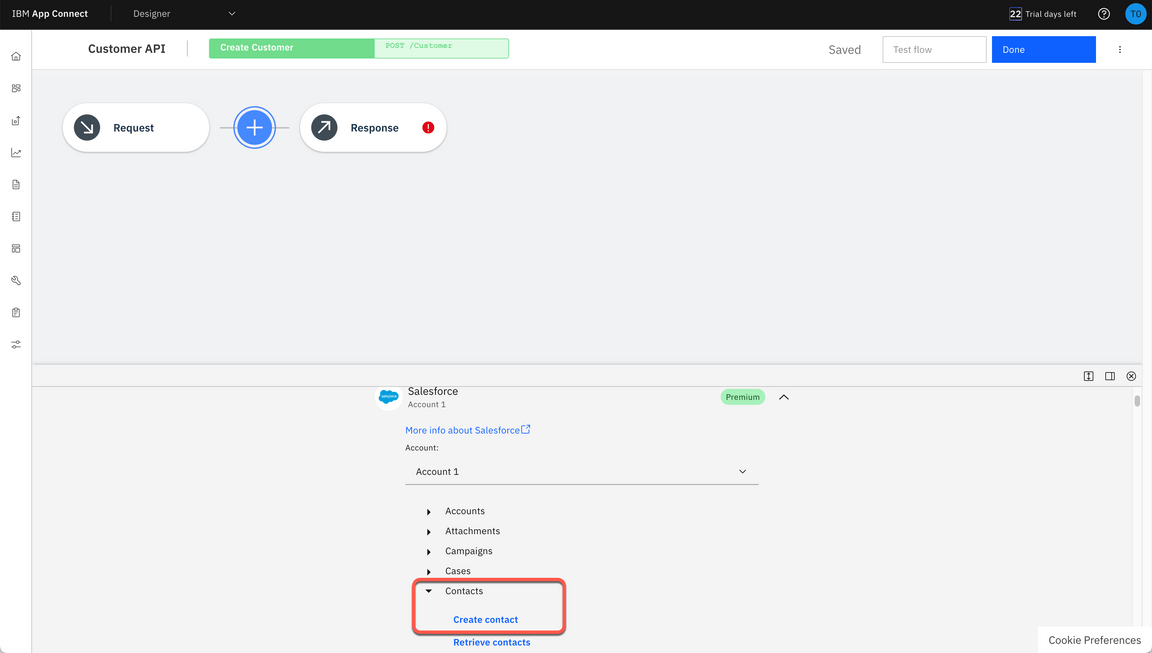 IBM App Connect
Designer
22 Trial days left
TO
Customer API
Create Customer
POST /Customer
Saved
Test flow
Done
Request
Response
Salesforce
Account 1
Premium
More info about Salesforce
Account:
Account 1
Accounts
Attachments
Campaigns
Cases
Contacts
Create contact
Retrieve contacts
Cookie Preferences